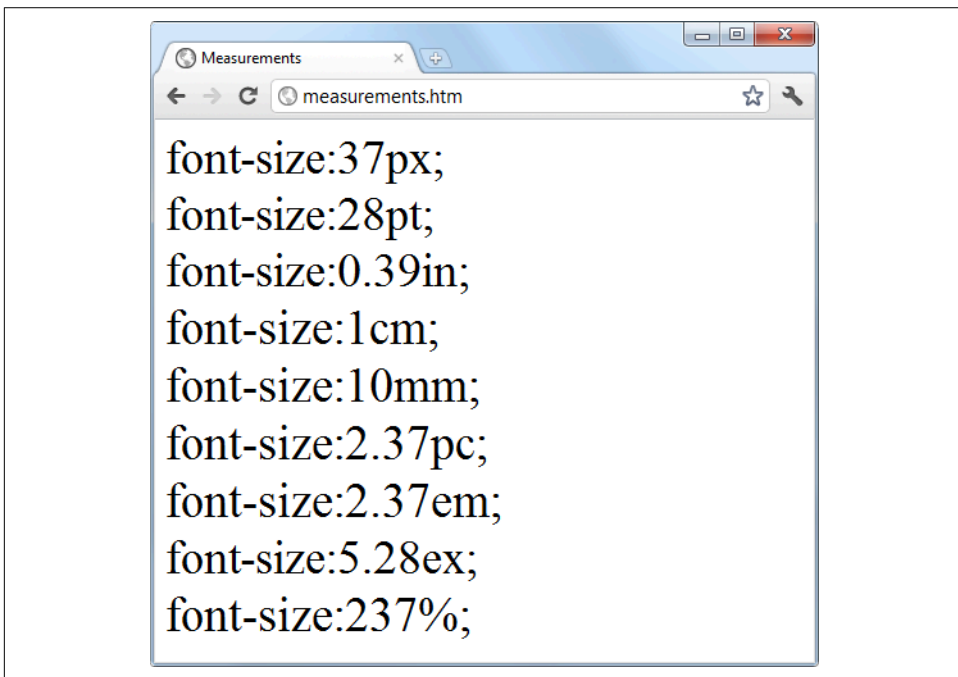 Measurements
measurements.htm
font-size:37px;
font-size:28pt;
font-size:0.39in;
font-size:1cm;
font-size:10mm;
font-size:2.37pc;
font-size:2.37em;
font-size:5.28ex;
font-size:237%;